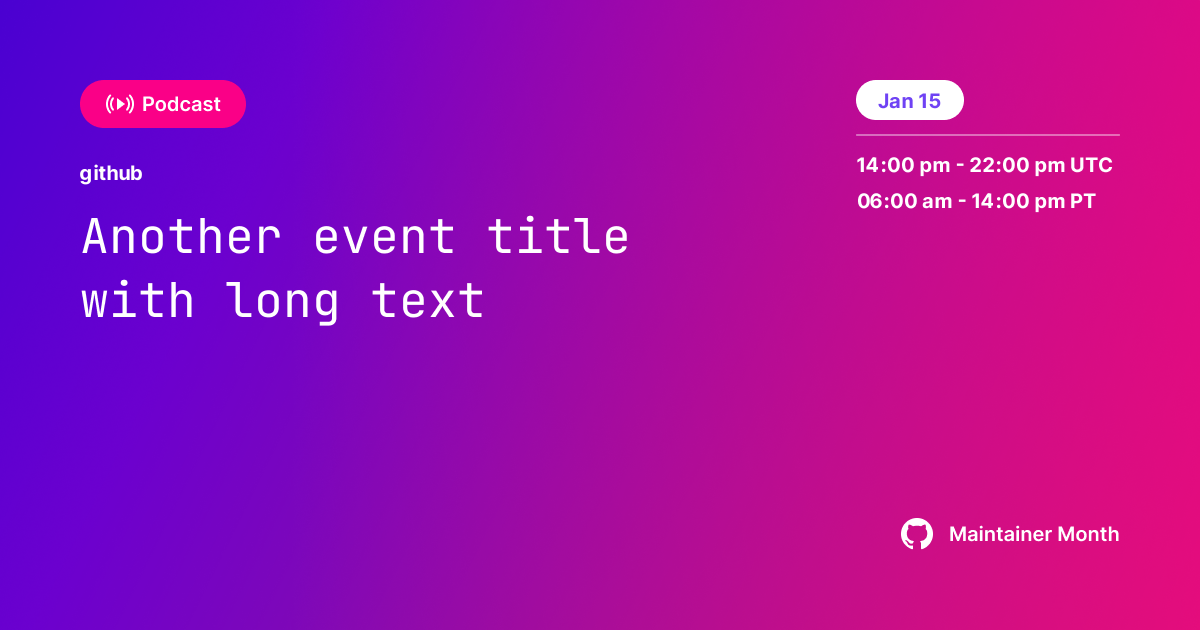 Podcast
github
Another event title
with long text
Jan 15
14:00 pm - 22:00 pm UTC
06:00 am - 14:00 pm PT
Maintainer Month